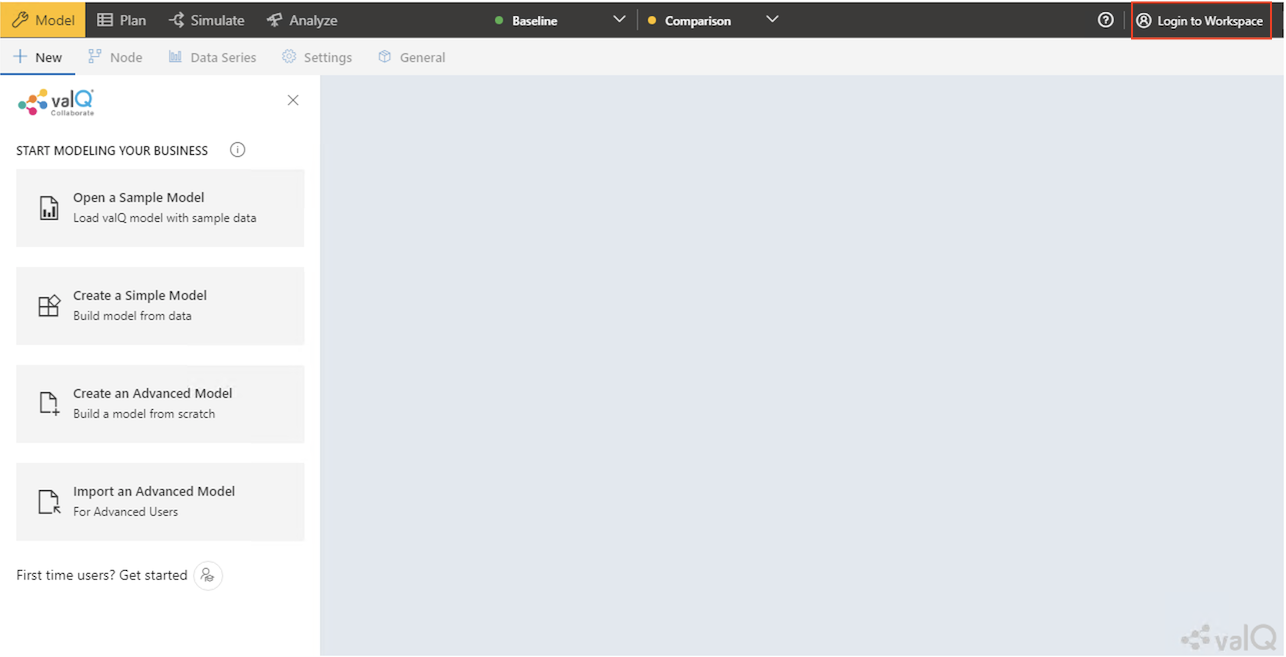 Model Plan Simulate Analyze Baseline Comparison Login to Workspace
New Node Data Series Settings General
valQ
Collaborate
START MODELING YOUR BUSINESS
Open a Sample Model
Load valQ model with sample data
Create a Simple Model
Build model from data
Create an Advanced Model
Build a model from scratch
Import an Advanced Model
For Advanced Users
First time users? Get started
valQ